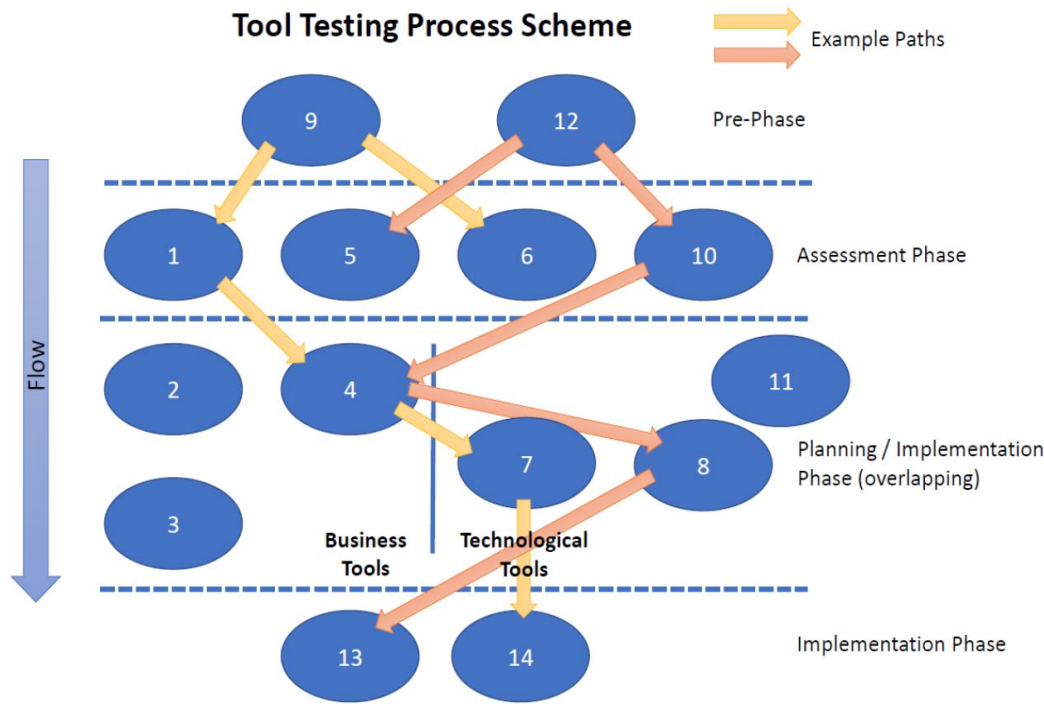 Tool Testing Process Scheme
Example Paths
9
12
Pre-Phase
1
5
6
10
Assessment Phase
Flow
2
4
11
7
8
Planning / Implementation
Phase (overlapping)
3
Business
Tools
Technological
Tools
13
14
Implementation Phase